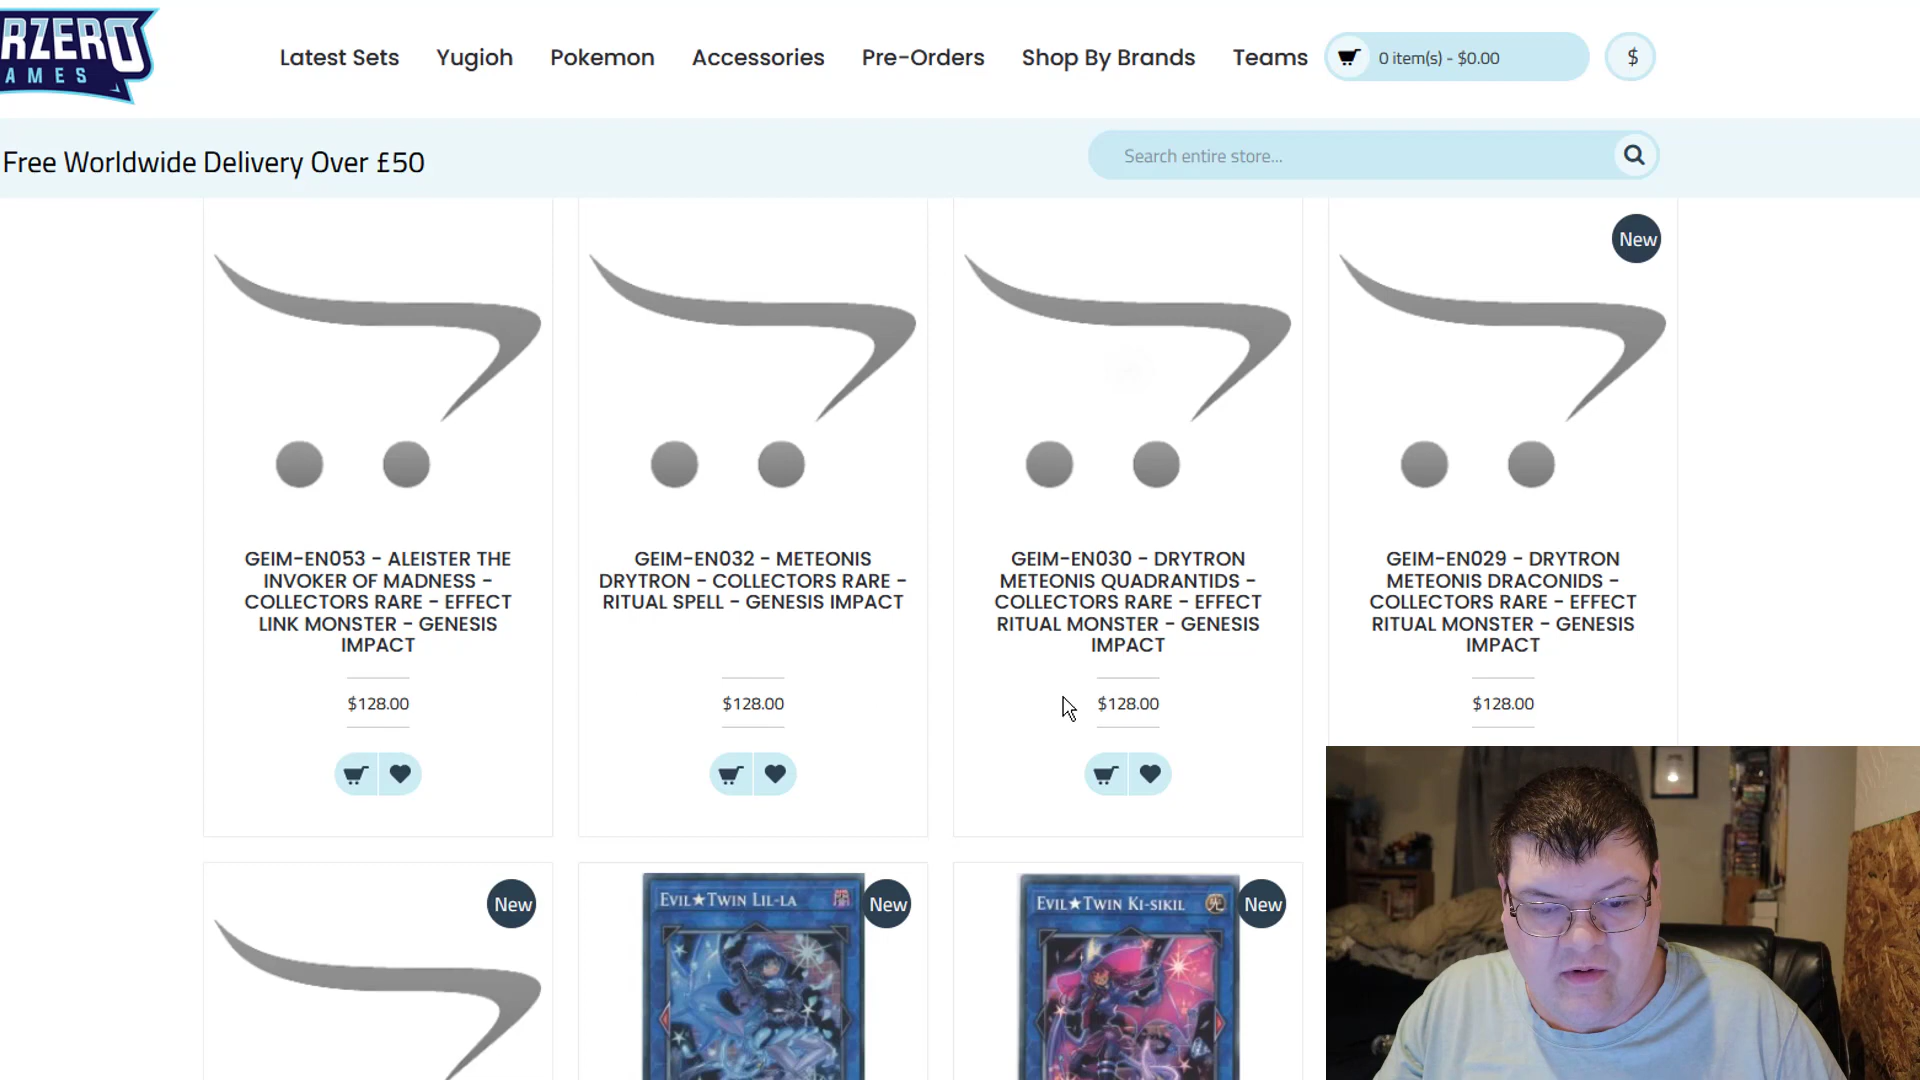 RZERO
AMES
Latest Sets
Yugioh
Pokemon
Accessories
Pre-Orders
Shop By Brands
Teams
0 item(s) - $0.00
$
Free Worldwide Delivery Over £50
Search entire store...
New
GEIM-EN053 - ALEISTER THE
INVOKER OF MADNESS -
COLLECTORS RARE - EFFECT
LINK MONSTER - GENESIS
IMPACT
$128.00
GEIM-EN032 - METEONIS
DRYTRON - COLLECTORS RARE -
RITUAL SPELL - GENESIS IMPACT
$128.00
GEIM-EN030 - DRYTRON
METEONIS QUADRANTIDS -
COLLECTORS RARE - EFFECT
RITUAL MONSTER - GENESIS
IMPACT
$128.00
GEIM-EN029 - DRYTRON
METEONIS DRACONIDS -
COLLECTORS RARE - EFFECT
RITUAL MONSTER - GENESIS
IMPACT
$128.00
New
EVIL★TWIN LIL-LA
New
EVIL★TWIN KI-SIKIL
New